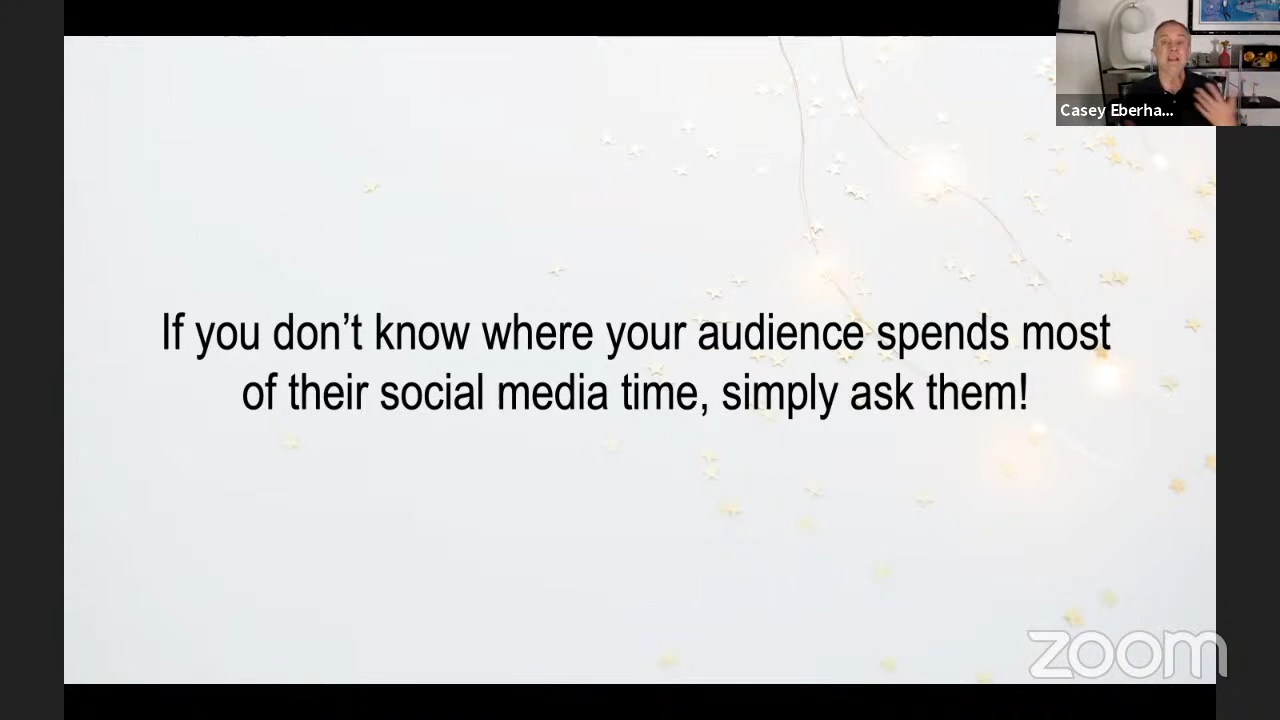 Casey Eberha...
If you don’t know where your audience spends most
of their social media time, simply ask them!
zoom